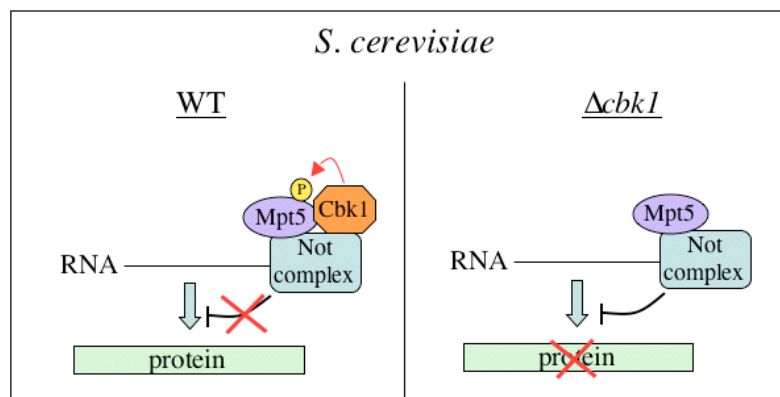 S. cerevisiae
WT
P
Mpt5
Cbk1
Not
complex
RNA
protein
Δcbk1
Mpt5
Not
complex
RNA
protein